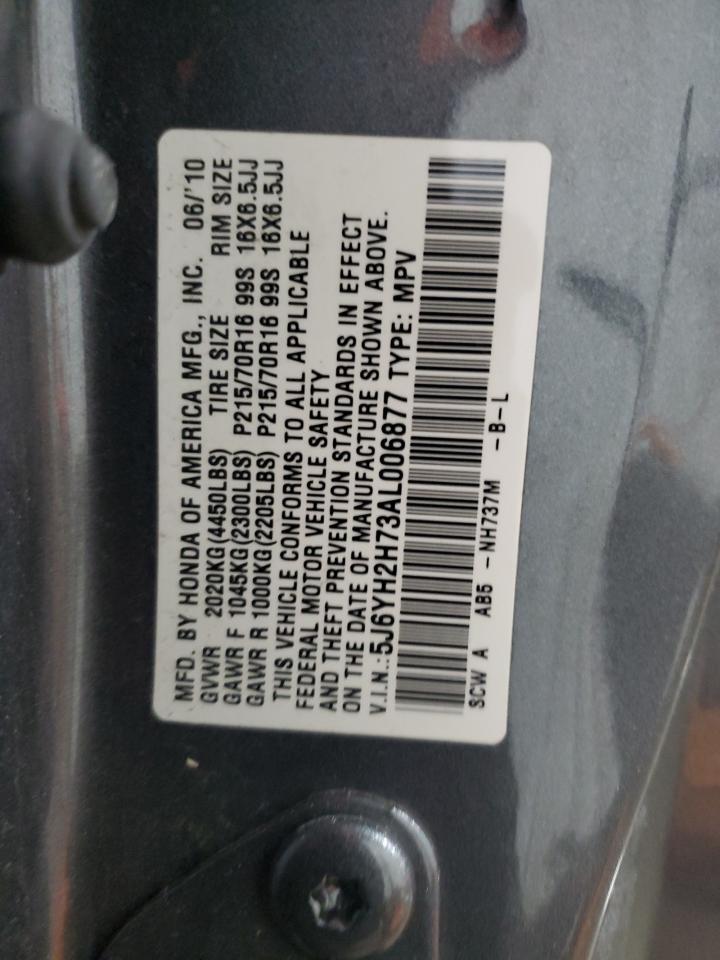 MFD. BY HONDA OF AMERICA MFG., INC. 06/'10
GVWR 2020KG(4450LBS) TIRE SIZE RIM SIZE
GAWR F 1045KG(2300LBS) P215/70R16 99S 16X6.5JJ
GAWR R 1000KG(2205LBS) P215/70R16 99S 16X6.5JJ
THIS VEHICLE CONFORMS TO ALL APPLICABLE
FEDERAL MOTOR VEHICLE SAFETY
AND THEFT PREVENTION STANDARDS IN EFFECT
ON THE DATE OF MANUFACTURE SHOWN ABOVE.
V.I.N.:5J6YH2H73AL006877 TYPE: MPV
SCW A AB5 -NH737M -B-L